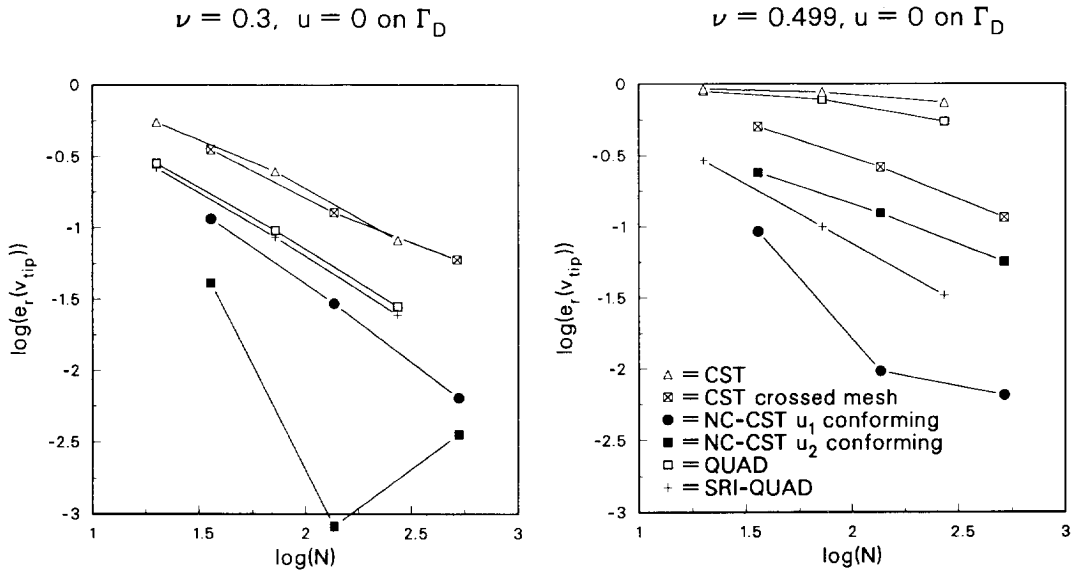 ν = 0.3, u = 0 on Γ_D
0
-0.5
-1
-1.5
-2
-2.5
-3
log(e_r(v_tip))
1
1.5
2
2.5
3
log(N)
ν = 0.499, u = 0 on Γ_D
0
-0.5
-1
-1.5
-2
-2.5
-3
log(e_r(v_tip))
△ = CST
⊠ = CST crossed mesh
● = NC-CST u_1 conforming
■ = NC-CST u_2 conforming
□ = QUAD
+ = SRI-QUAD
1
1.5
2
2.5
3
log(N)